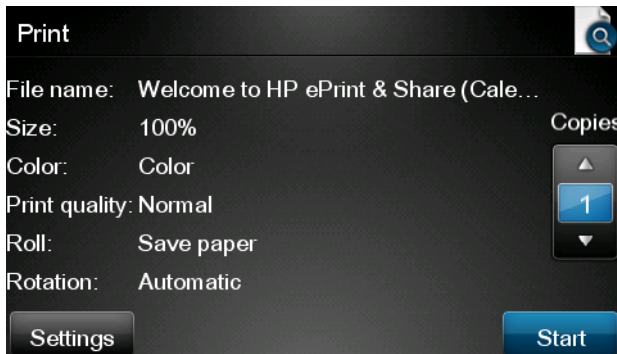 Print
File name: Welcome to HP ePrint & Share (Cale...
Size: 100%
Copies
Color: Color
Print quality: Normal
1
Roll: Save paper
Rotation: Automatic
Settings
Start